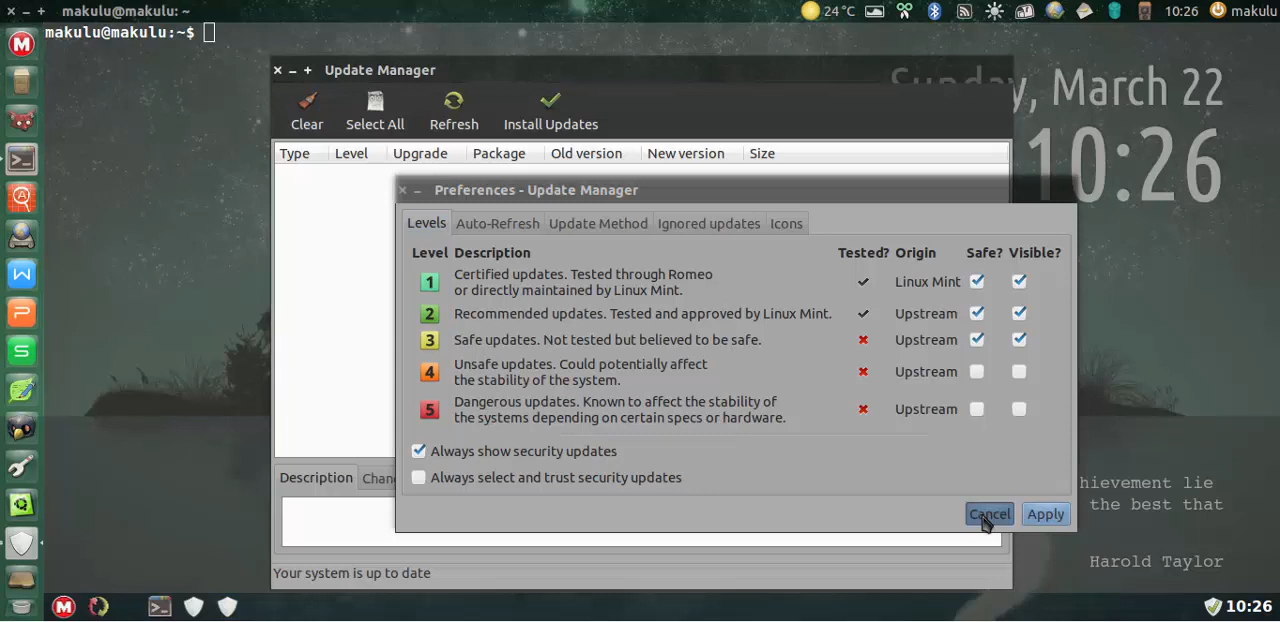 makulu@makulu: ~
24 °C
10:26
makulu
makulu@makulu:~$
Sunday, March 22
10:26
Update Manager
Clear
Select All
Refresh
Install Updates
Type Level Upgrade Package Old version New version Size
Preferences - Update Manager
Levels Auto-Refresh Update Method Ignored updates Icons
Level Description Tested? Origin Safe? Visible?
1 Certified updates. Tested through Romeo
or directly maintained by Linux Mint.
Linux Mint
2 Recommended updates. Tested and approved by Linux Mint. Upstream
3 Safe updates. Not tested but believed to be safe. Upstream
4 Unsafe updates. Could potentially affect
the stability of the system.
Upstream
5 Dangerous updates. Known to affect the stability of
the systems depending on certain specs or hardware.
Upstream
Always show security updates
Always select and trust security updates
Cancel Apply
Description Chan
Your system is up to date
hievement lie
the best that
Harold Taylor
M
W
P
S
M
10:26